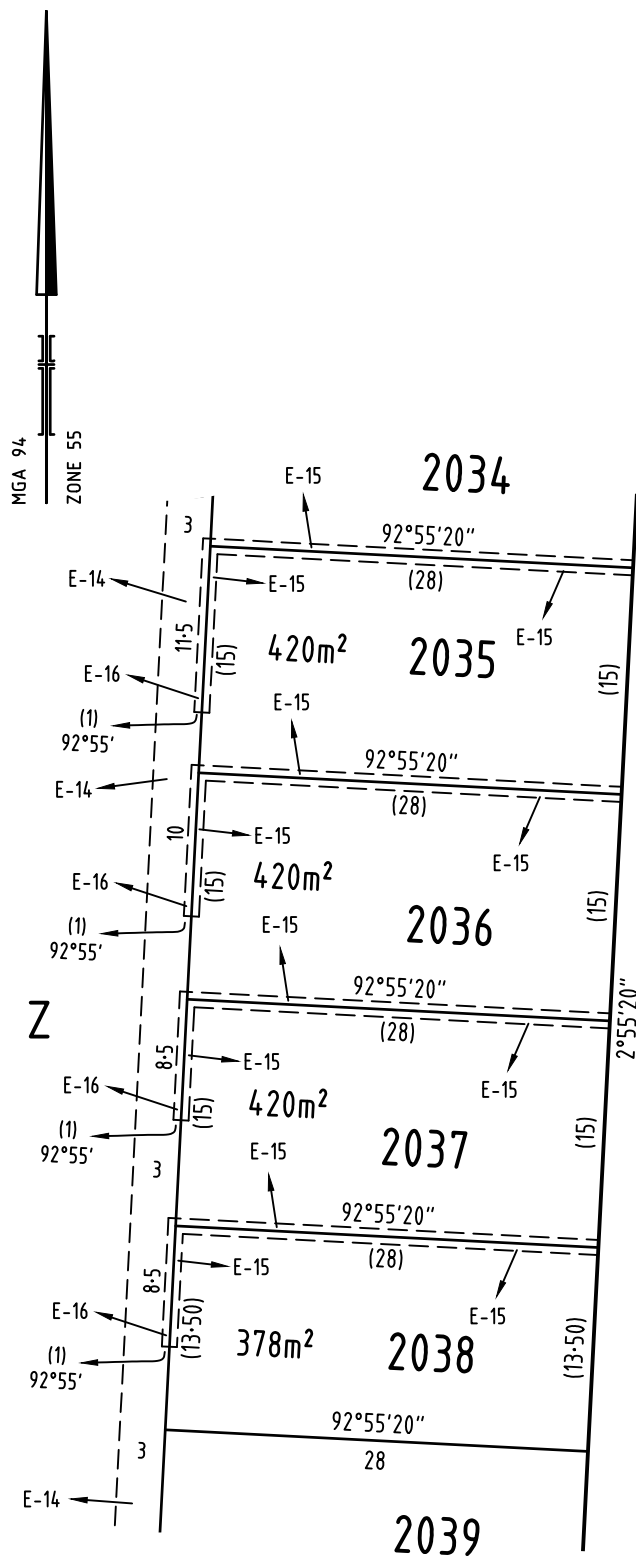 MGA 94
ZONE 55
2034
E-15
3
92°55'20"
E-14
E-15
(28)
E-15
11·5
(15)
420m²
2035
(15)
E-16
(1)
92°55'
E-15
92°55'20"
E-14
(28)
10
E-15
E-15
E-16
(15)
420m²
2036
(15)
(1)
92°55'
E-15
92°55'20"
Z
(28)
2°55'20"
8·5
E-15
E-15
E-16
(15)
420m²
2037
(15)
(1)
92°55'
E-15
3
92°55'20"
(28)
8·5
E-15
E-15
E-16
(13·50)
378m²
2038
(13·50)
(1)
92°55'
92°55'20"
3
28
E-14
2039